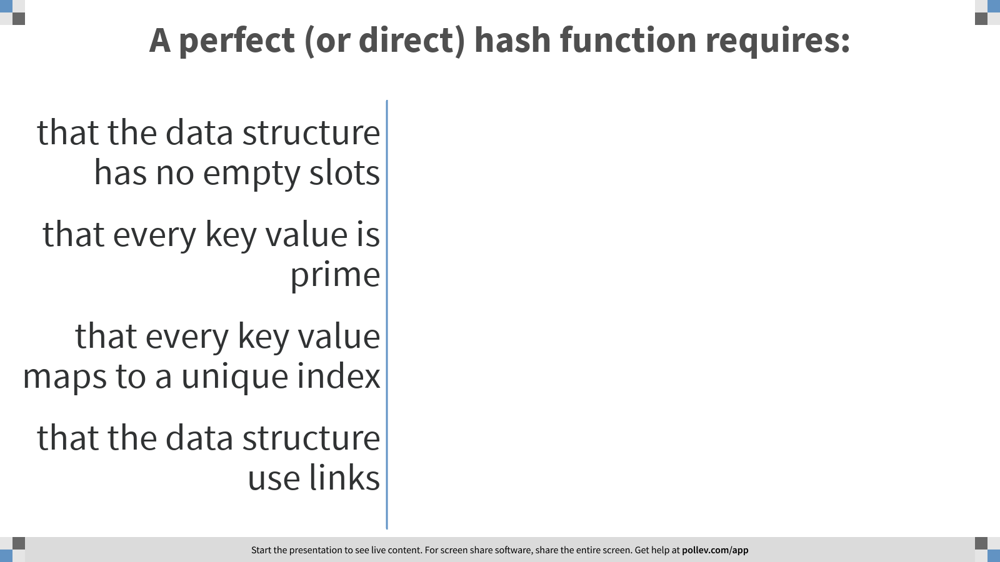 A perfect (or direct) hash function requires:
that the data structure
has no empty slots
that every key value is
prime
that every key value
maps to a unique index
that the data structure
use links
Start the presentation to see live content. For screen share software, share the entire screen. Get help at pollev.com/app